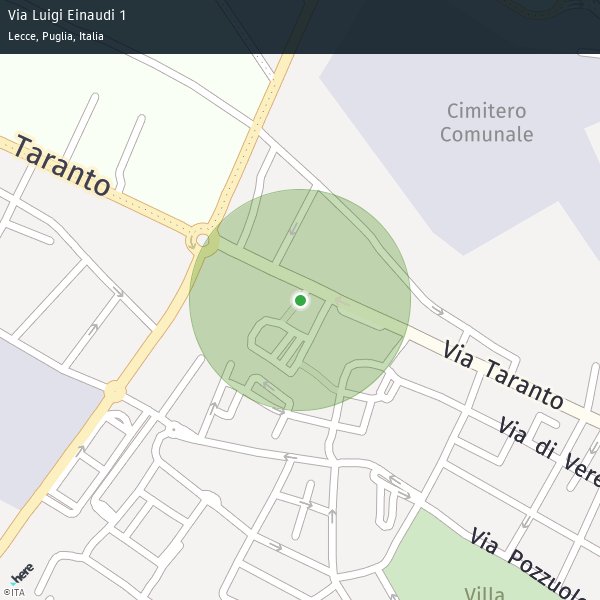 Via Luigi Einaudi 1
Lecce, Puglia, Italia
Cimitero
Comunale
Taranto
Via Taranto
Via di Vere
Via Pozzuolo
Villa
here
©ITA